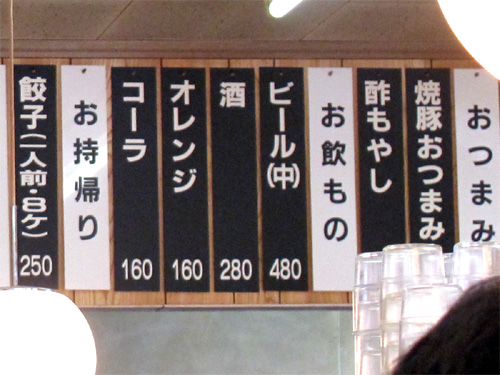 おつまみ
焼豚おつまみ
酢もやし
お飲もの
ビール(中) 480
酒 280
オレンジ 160
コーラ 160
お持帰り
餃子(一人前・8ケ) 250